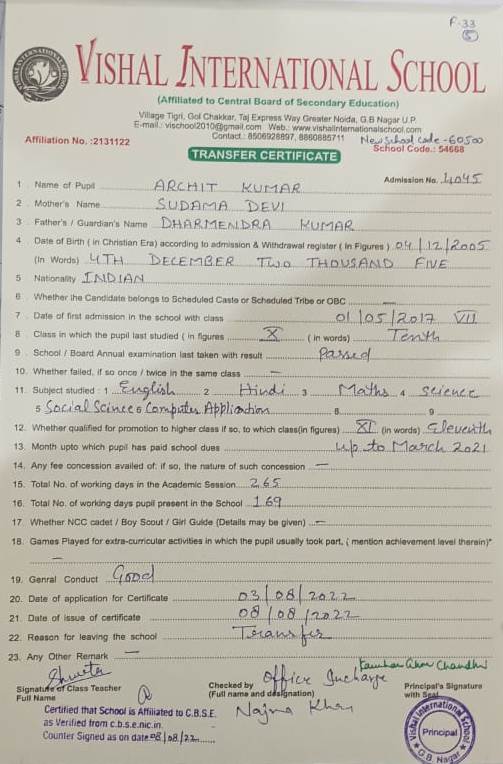 F-33
5
VISHAL INTERNATIONAL SCHOOL
(Affiliated to Central Board of Secondary Education)
Village Tigri, Gol Chakkar, Taj Express Way Greater Noida, G.B Nagar U.P.
E-mail.: vischool2010@gmail.com Web.: www.vishalinternationalschool.com
Contact.: 8506928897, 8860885711 New school code -60500
Affiliation No. :2131122 School Code.: 54668
TRANSFER CERTIFICATE
Admission No. 4045
1 Name of Pupil ARCHIT KUMAR
2 . Mother's Name SUDAMA DEVI
3 . Father's / Guardian's Name DHARMENDRA KUMAR
4 . Date of Birth ( in Christian Era) according to admission & Withdrawal register ( In Figures ) 04/12/2005
(In Words) 4TH DECEMBER TWO THOUSAND FIVE
5 Nationality INDIAN
6 . Whether the Candidate belongs to Scheduled Caste or Scheduled Tribe or OBC —
7 . Date of first admission in the school with class 01/05/2017 VII
8 . Class in which the pupil last studied ( in figures X ( in words) Tenth
9 . School / Board Annual examination last taken with result Passed
10. Whether failed, if so once / twice in the same class —
11. Subject studied : 1 English 2 Hindi 3 Maths 4 Science
5 Social Scince 6 Computer Appliaction 8 9
12. Whether qualified for promotion to higher class if so, to which class(in figures) XI (in words) Eleventh
13. Month upto which pupil has paid school dues up to March 2021
14. Any fee concession availed of: if so, the nature of such concession —
15. Total No. of working days in the Academic Session 265
16. Total No. of working days pupil present in the School 169
17. Whether NCC cadet / Boy Scout / Girl Guide (Details may be given) —
18. Games Played for extra-curricular activities in which the pupil usually took part, ( mention achievement level therein)"
—
19. Genral Conduct Good
20. Date of application for Certificate 03/08/2022
21. Date of issue of certificate 08/08/2022
22. Reason for leaving the school Transfer
23. Any Other Remark —
Shweta Office Incharge
Signature of Class Teacher Checked by Principal's Signature
Full Name (Full name and designation) with Seal
Najma Khan
Certified that School is Affiliated to C.B.S.E.
as Verified from c.b.s.e.nic.in.
Counter Signed as on date 08/08/22
Vishal International School
Principal
G.B. Nagar